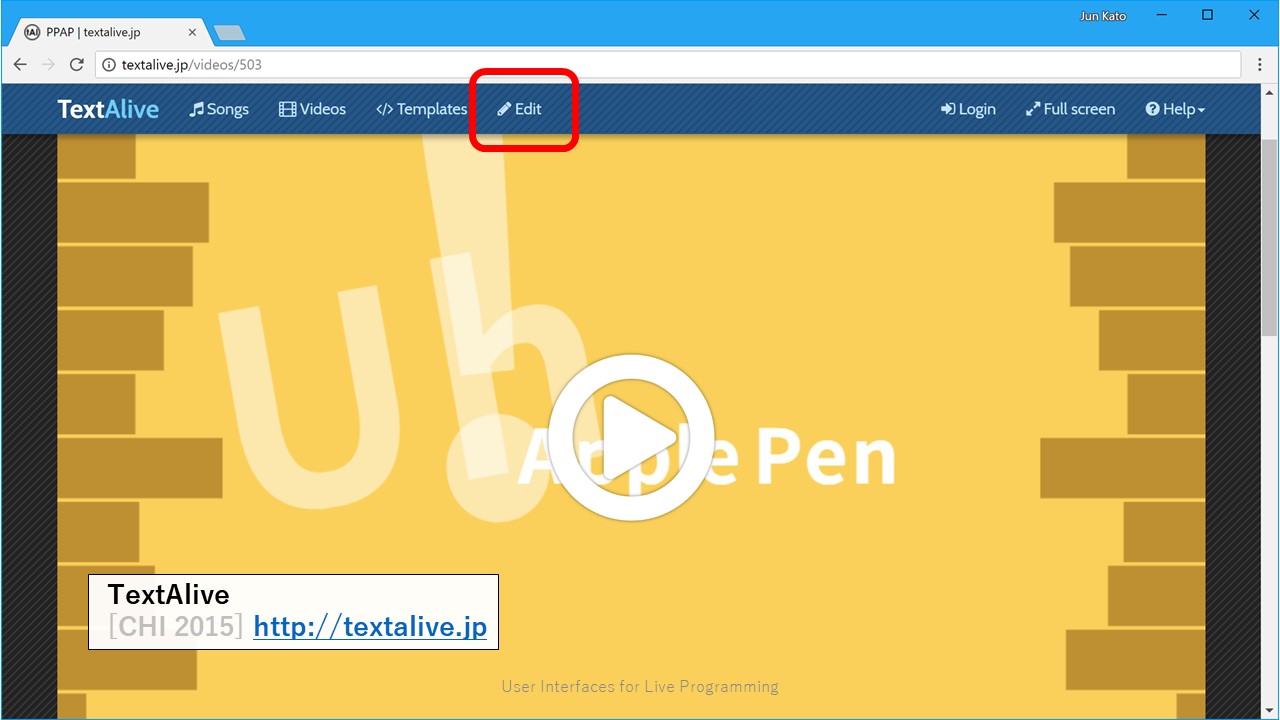 Jun Kato
PPAP | textalive.jp
textalive.jp/videos/503
TextAlive Songs Videos </> Templates Edit Login Full screen Help
Uh!
Apple Pen
TextAlive
[CHI 2015] http://textalive.jp
User Interfaces for Live Programming